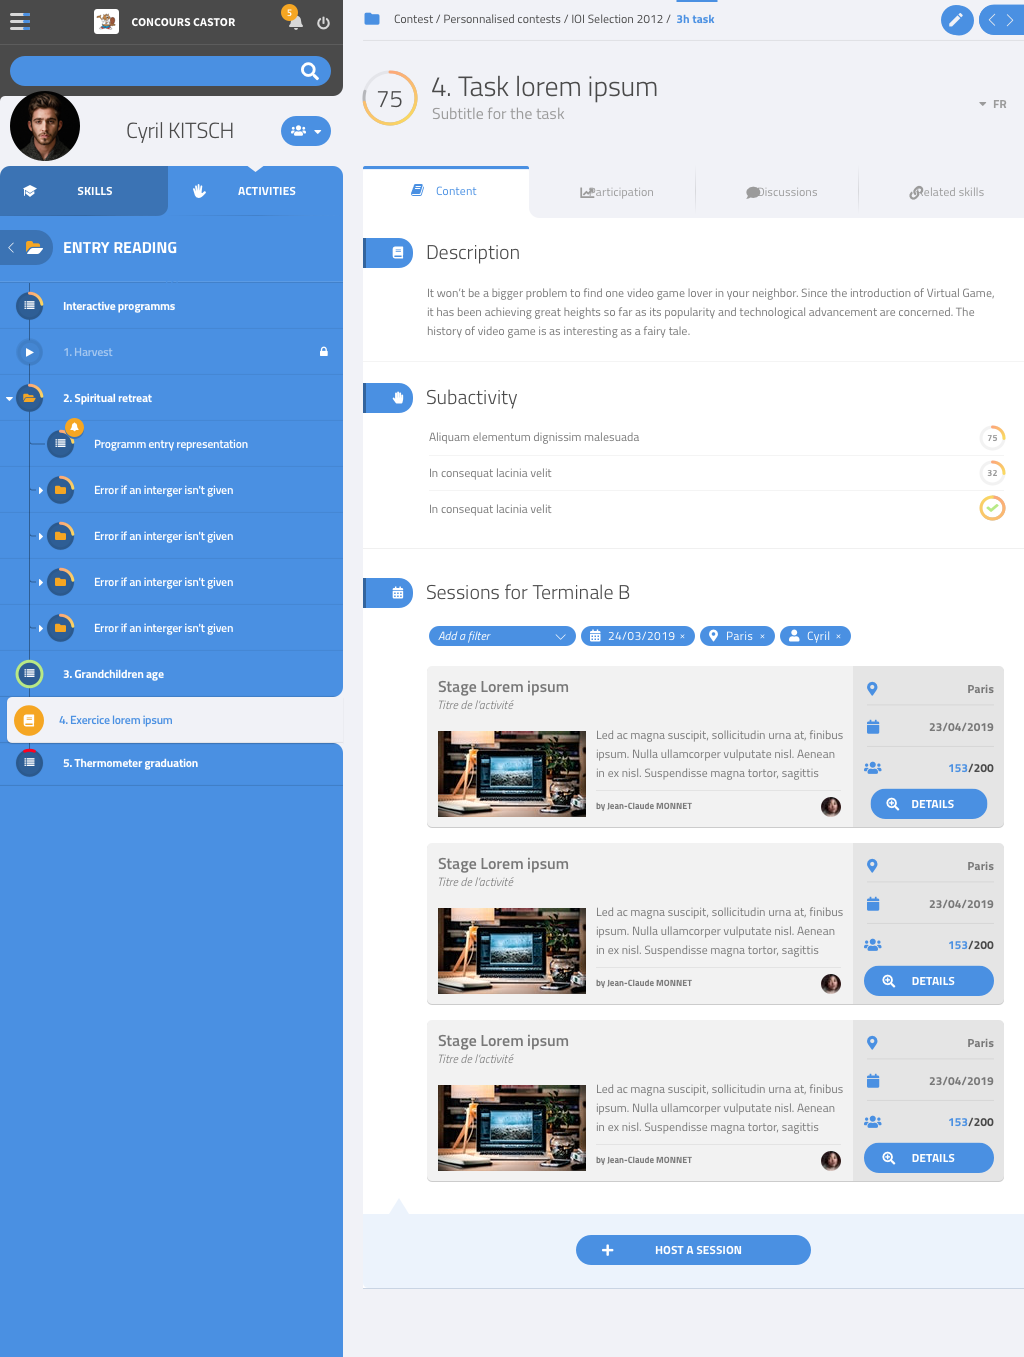 CONCOURS CASTOR
5
Cyril KITSCH
SKILLS
ACTIVITIES
ENTRY READING
Interactive programms
1. Harvest
2. Spiritual retreat
Programm entry representation
Error if an interger isn't given
Error if an interger isn't given
Error if an interger isn't given
Error if an interger isn't given
3. Grandchildren age
4. Exercice lorem ipsum
5. Thermometer graduation
Contest / Personnalised contests / IOI Selection 2012 / 3h task
75
4. Task lorem ipsum
Subtitle for the task
FR
Content
articipation
Discussions
elated skills
Description
It won't be a bigger problem to find one video game lover in your neighbor. Since the introduction of Virtual Game,
it has been achieving great heights so far as its popularity and technological advancement are concerned. The
history of video game is as interesting as a fairy tale.
Subactivity
Aliquam elementum dignissim malesuada
75
In consequat lacinia velit
32
In consequat lacinia velit
Sessions for Terminale B
Add a filter
24/03/2019 ×
Paris ×
Cyril ×
Stage Lorem ipsum
Titre de l'activité
Led ac magna suscipit, sollicitudin urna at, finibus
ipsum. Nulla ullamcorper vulputate nisl. Aenean
in ex nisl. Suspendisse magna tortor, sagittis
by Jean-Claude MONNET
Paris
23/04/2019
153/200
DETAILS
Stage Lorem ipsum
Titre de l'activité
Led ac magna suscipit, sollicitudin urna at, finibus
ipsum. Nulla ullamcorper vulputate nisl. Aenean
in ex nisl. Suspendisse magna tortor, sagittis
by Jean-Claude MONNET
Paris
23/04/2019
153/200
DETAILS
Stage Lorem ipsum
Titre de l'activité
Led ac magna suscipit, sollicitudin urna at, finibus
ipsum. Nulla ullamcorper vulputate nisl. Aenean
in ex nisl. Suspendisse magna tortor, sagittis
by Jean-Claude MONNET
Paris
23/04/2019
153/200
DETAILS
HOST A SESSION